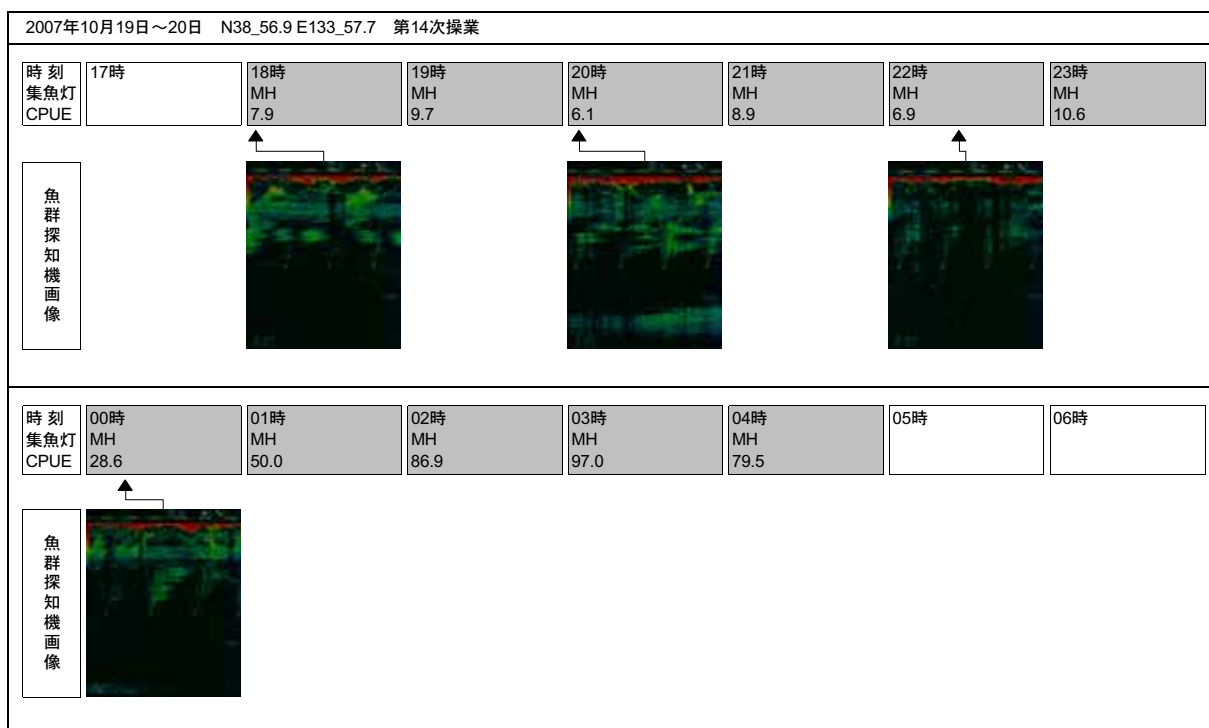 2007年10月19日～20日 N38_56.9 E133_57.7 第14次操業
時刻 17時 18時 19時 20時 21時 22時 23時
集魚灯 MH MH MH MH MH MH
CPUE 7.9 9.7 6.1 8.9 6.9 10.6
魚群探知機画像
時刻 00時 01時 02時 03時 04時 05時 06時
集魚灯 MH MH MH MH MH
CPUE 28.6 50.0 86.9 97.0 79.5
魚群探知機画像